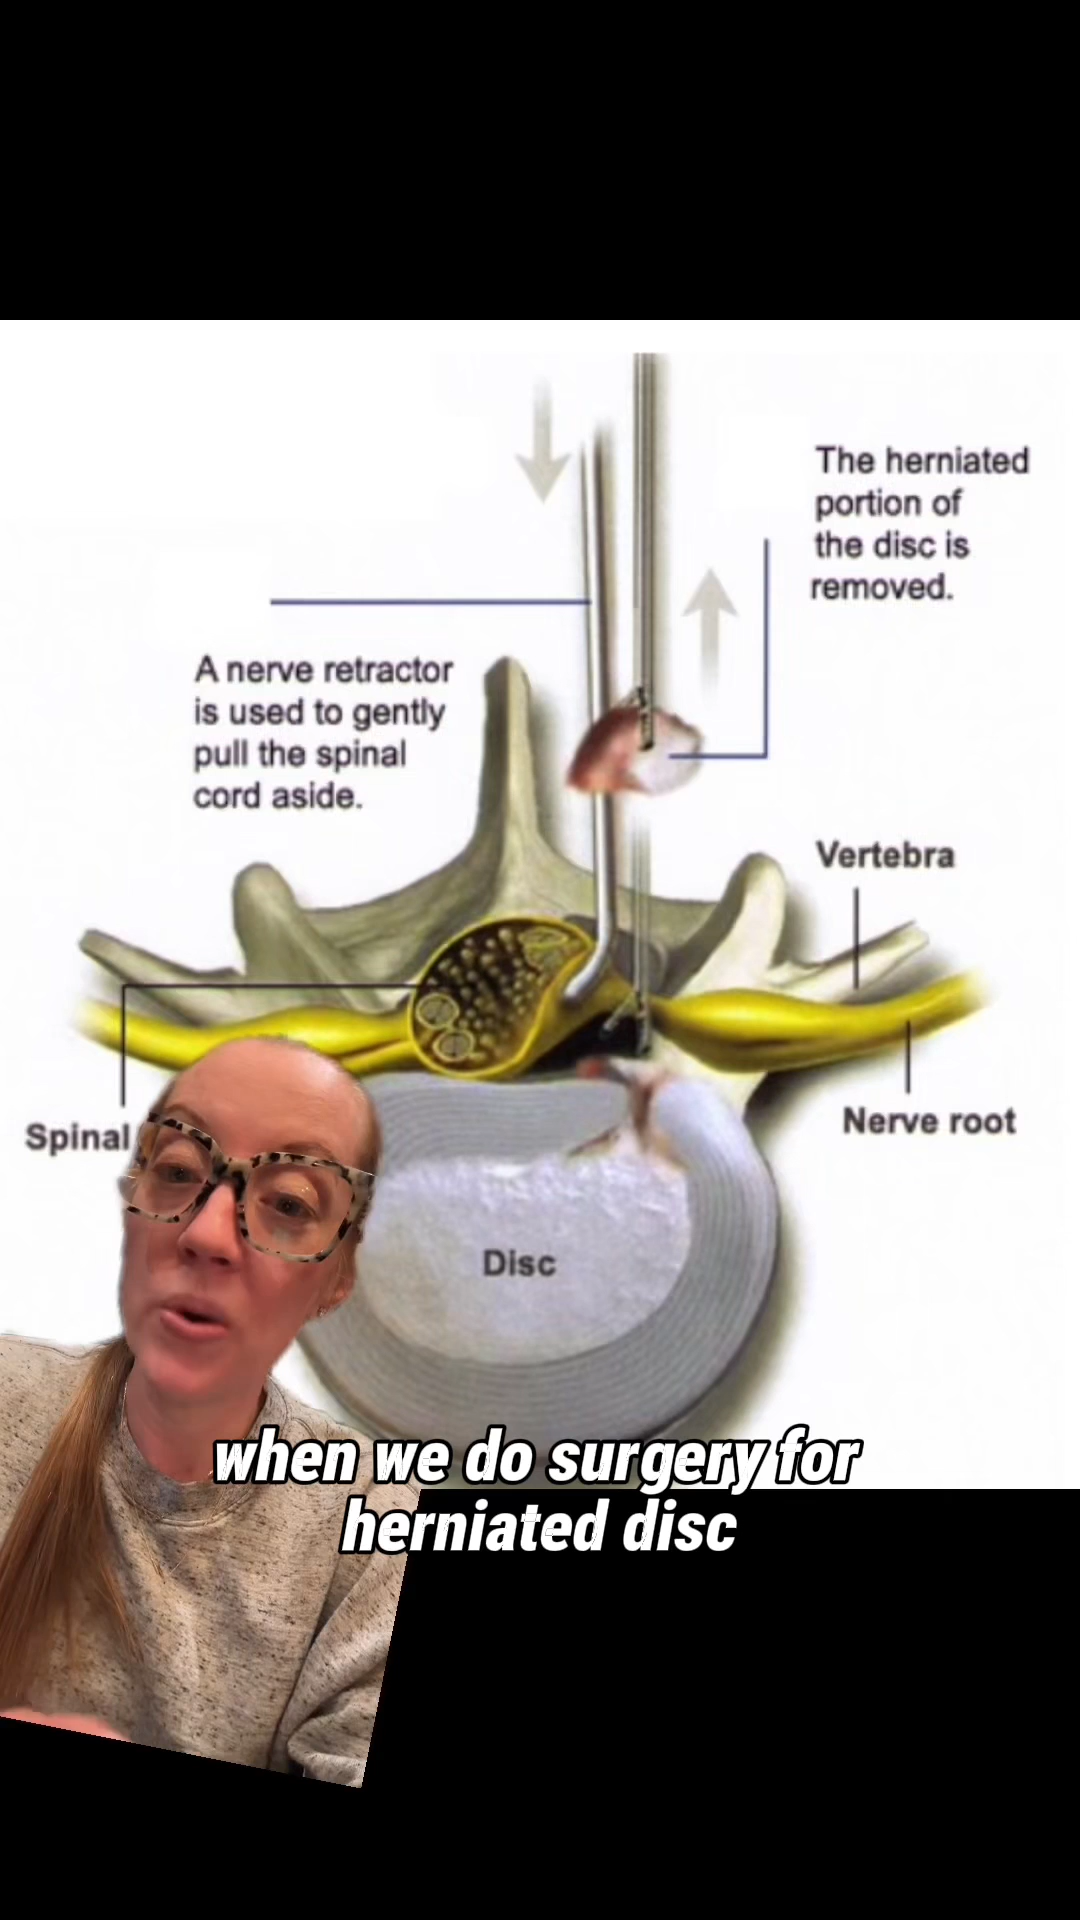 The herniated
portion of
the disc is
removed.
A nerve retractor
is used to gently
pull the spinal
cord aside.
Vertebra
Spinal
Nerve root
Disc
when we do surgery for
herniated disc